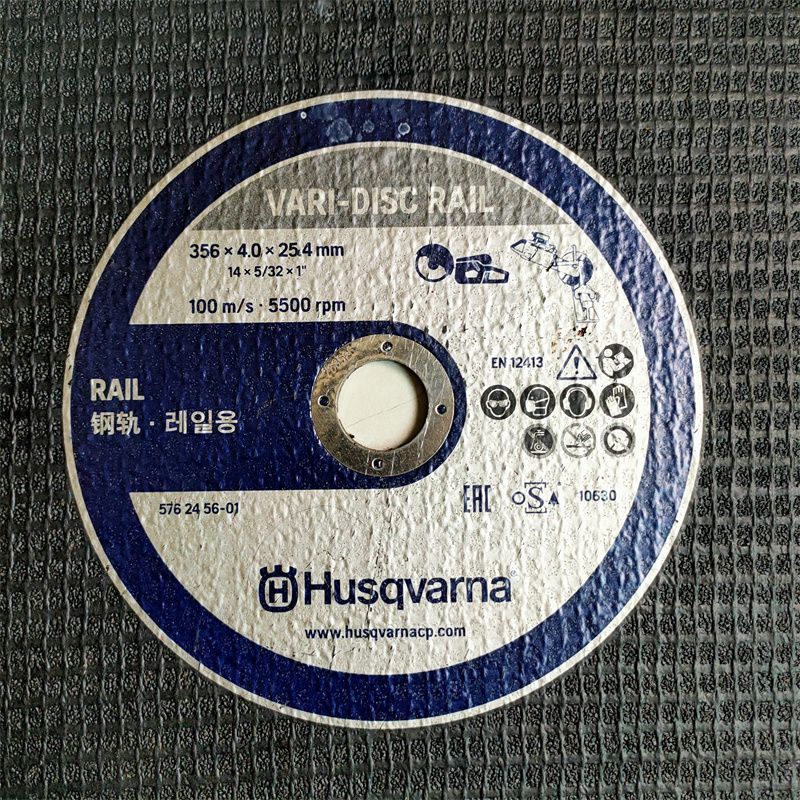 VARI-DISC RAIL
356 × 4.0 × 25.4 mm
14 × 5/32 × 1"
100 m/s · 5500 rpm
EN 12413
RAIL
钢轨 · 레일용
576 24 56-01
EAC
oSa
10630
H Husqvarna®
www.husqvarnacp.com